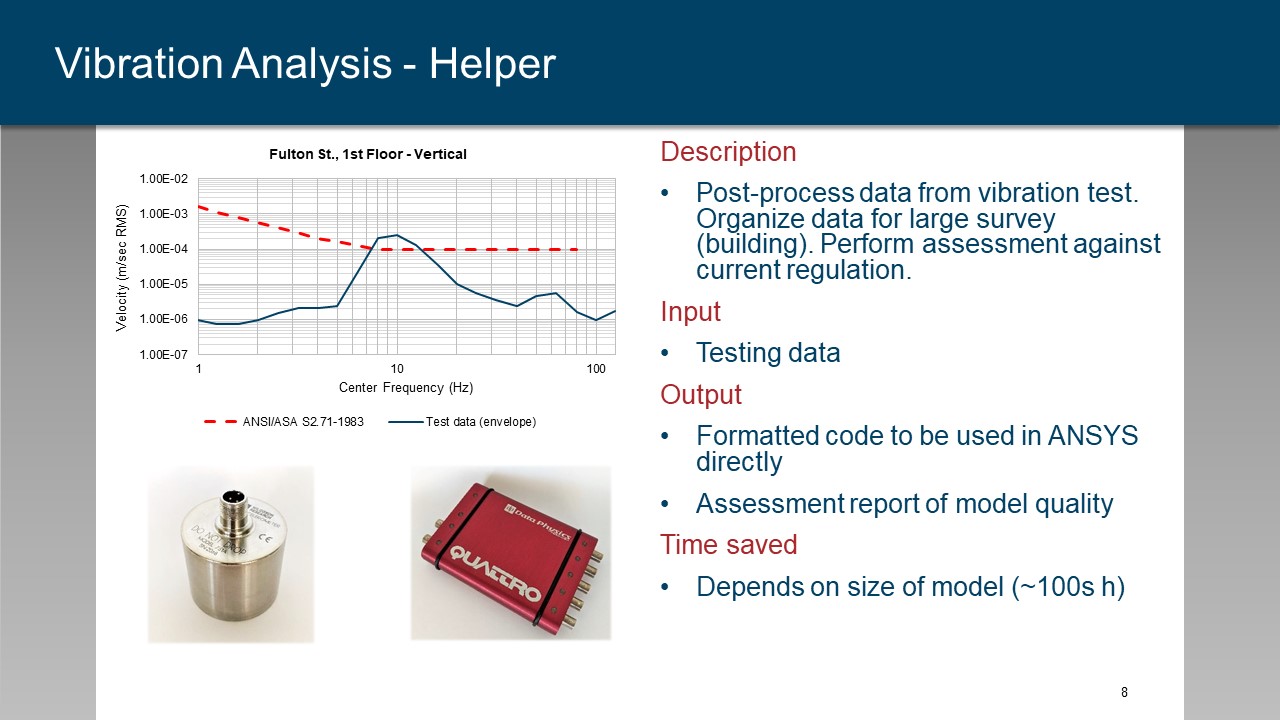 Vibration Analysis - Helper
Fulton St., 1st Floor - Vertical
1.00E-02
1.00E-03
1.00E-04
1.00E-05
1.00E-06
1.00E-07
Velocity (m/sec RMS)
1 10 100
Center Frequency (Hz)
ANSI/ASA S2.71-1983 Test data (envelope)
DO NOT DROP
CE
Data Physics
QUATTRO
Description
• Post-process data from vibration test.
Organize data for large survey
(building). Perform assessment against
current regulation.
Input
• Testing data
Output
• Formatted code to be used in ANSYS
directly
• Assessment report of model quality
Time saved
• Depends on size of model (~100s h)
8